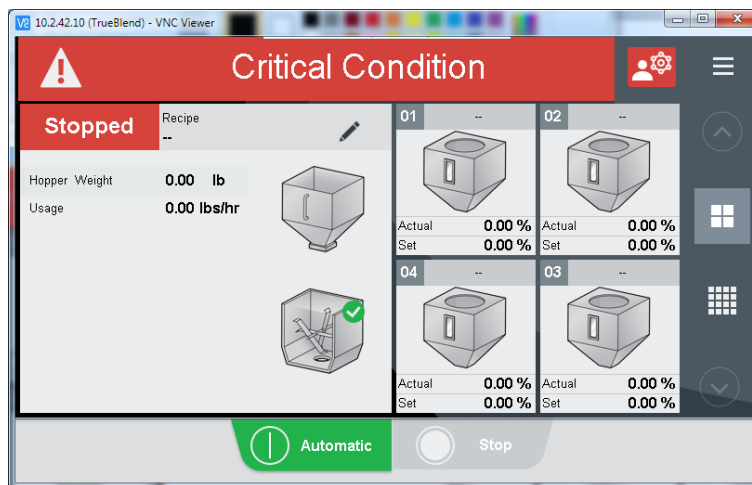 V2 10.2.42.10 (TrueBlend) - VNC Viewer
Critical Condition
Stopped
Recipe
--
Hopper Weight 0.00 lb
Usage 0.00 lbs/hr
01 --
Actual 0.00 %
Set 0.00 %
02 --
Actual 0.00 %
Set 0.00 %
04 --
Actual 0.00 %
Set 0.00 %
03 --
Actual 0.00 %
Set 0.00 %
Automatic
Stop